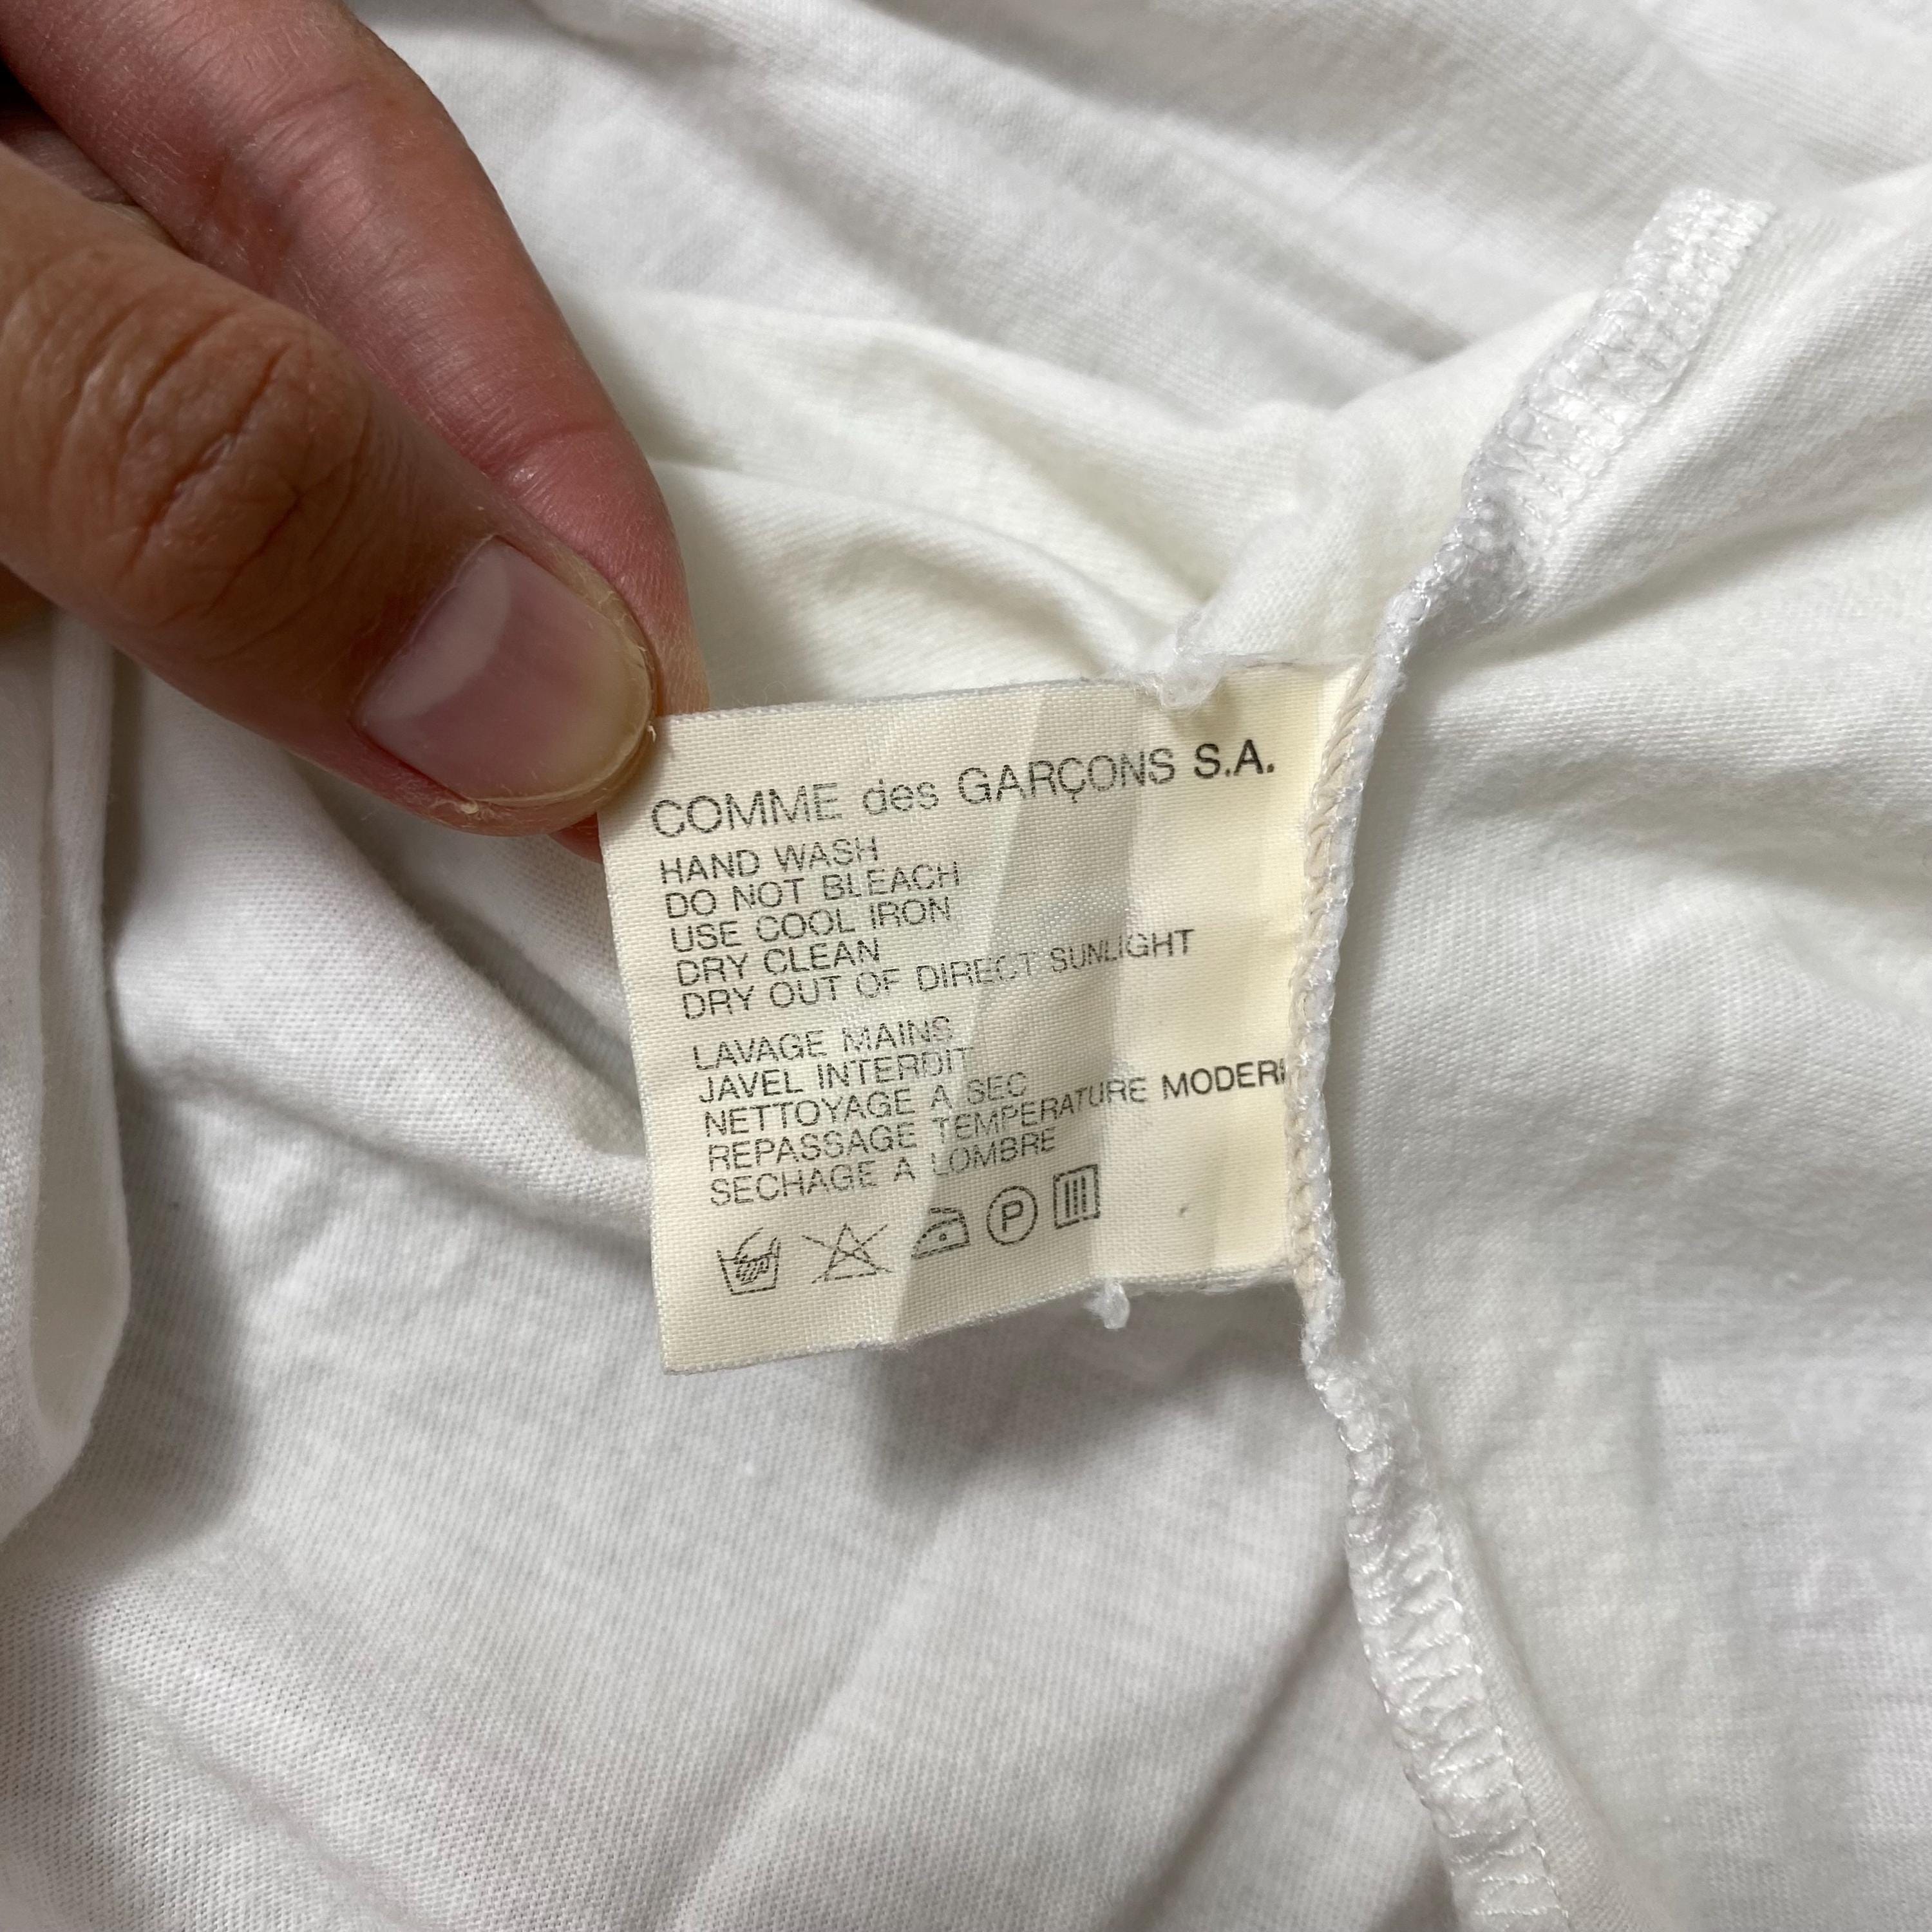 COMME des GARÇONS S.A.
HAND WASH
DO NOT BLEACH
USE COOL IRON
DRY CLEAN
DRY OUT OF DIRECT SUNLIGHT
LAVAGE MAINS
JAVEL INTERDIT
NETTOYAGE A SEC
REPASSAGE TEMPERATURE MODER
SECHAGE A LOMBRE
P